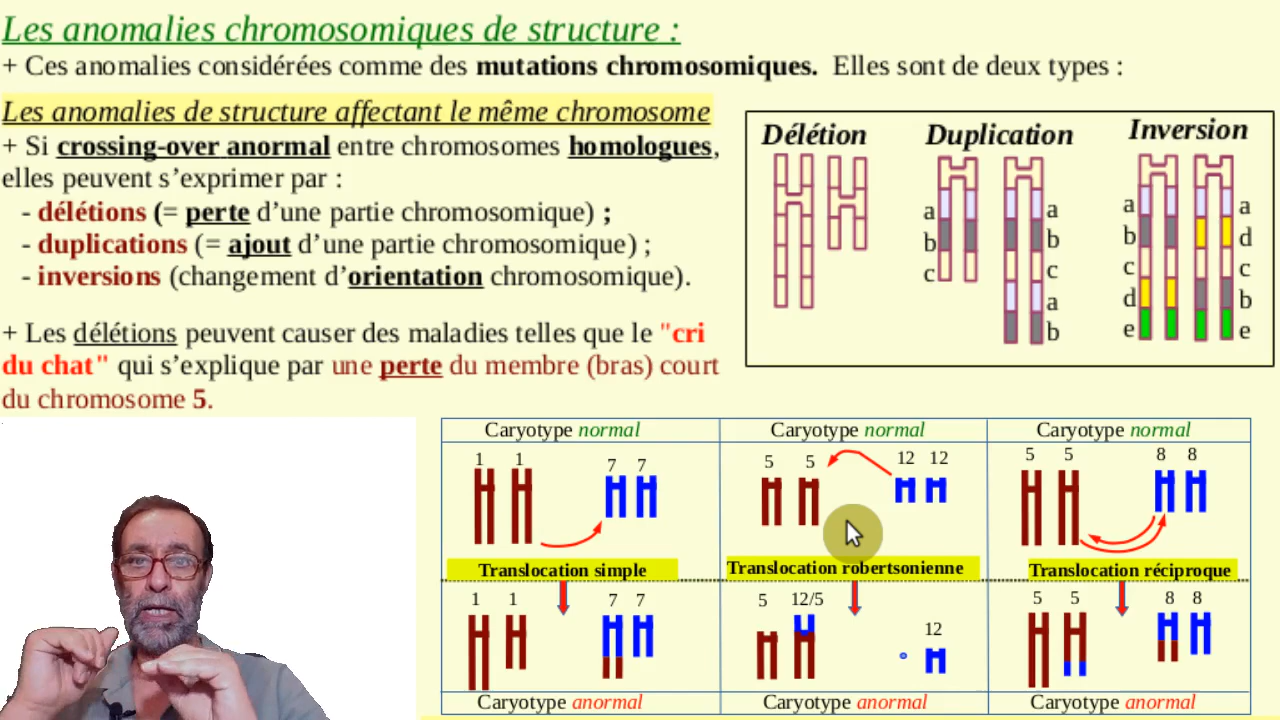 Les anomalies chromosomiques de structure :
+ Ces anomalies considérées comme des mutations chromosomiques. Elles sont de deux types :
Les anomalies de structure affectant le même chromosome
+ Si crossing-over anormal entre chromosomes homologues,
elles peuvent s’exprimer par :
- délétions (= perte d’une partie chromosomique) ;
- duplications (= ajout d’une partie chromosomique) ;
- inversions (changement d’orientation chromosomique).
+ Les délétions peuvent causer des maladies telles que le "cri
du chat" qui s’explique par une perte du membre (bras) court
du chromosome 5.
Délétion Duplication Inversion
a a a a
b b b d
c c c c
a d b
b e e
Caryotype normal Caryotype normal Caryotype normal
1 1 7 7 5 5 12 12 5 5 8 8
Translocation simple Translocation robertsonienne Translocation réciproque
1 1 7 7 5 12/5 12 5 5 8 8
Caryotype anormal Caryotype anormal Caryotype anormal